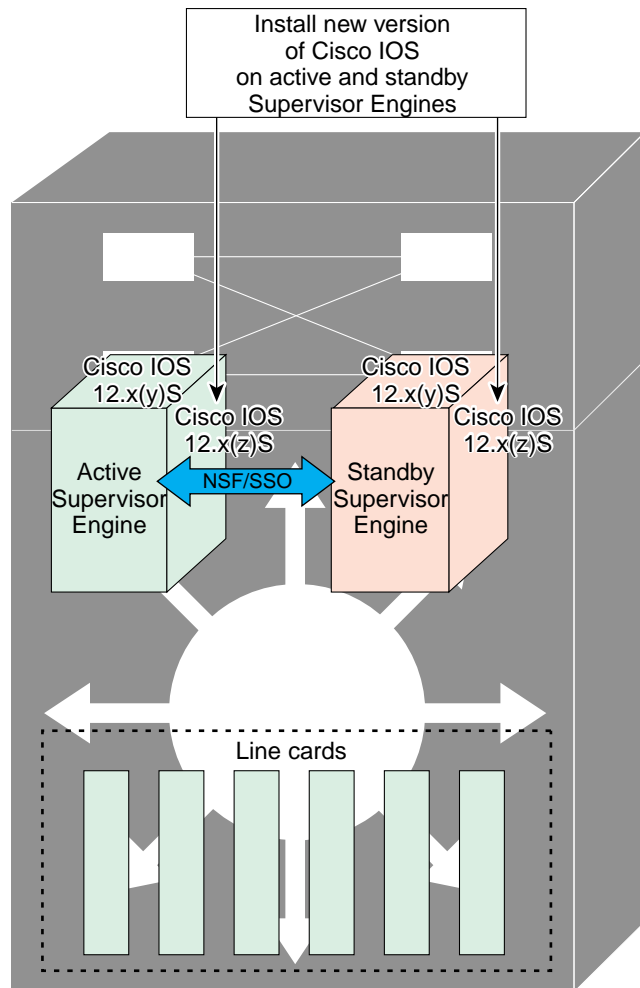 Install new version
of Cisco IOS
on active and standby
Supervisor Engines
Cisco IOS
12.x(y)S
Cisco IOS
12.x(z)S
Active
Supervisor
Engine
NSF/SSO
Cisco IOS
12.x(y)S
Cisco IOS
12.x(z)S
Standby
Supervisor
Engine
Line cards